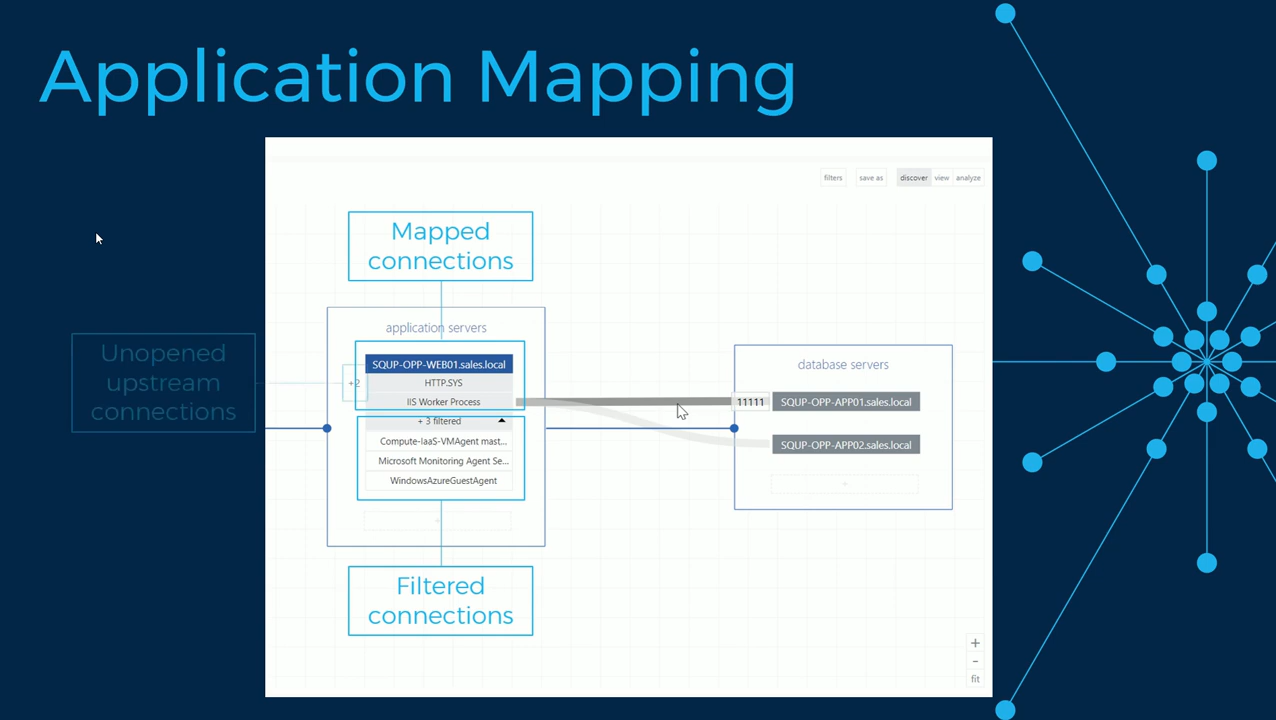 Application Mapping
filters
save as
discover
view
analyze
Mapped
connections
application servers
database servers
Unopened
upstream
connections
+2
SQUP-OPP-WEB01.sales.local
HTTP.SYS
IIS Worker Process
+ 3 filtered
Compute-IaaS-VMAgent mast...
Microsoft Monitoring Agent Se...
WindowsAzureGuestAgent
+
11111
SQUP-OPP-APP01.sales.local
SQUP-OPP-APP02.sales.local
+
Filtered
connections
+
-
fit